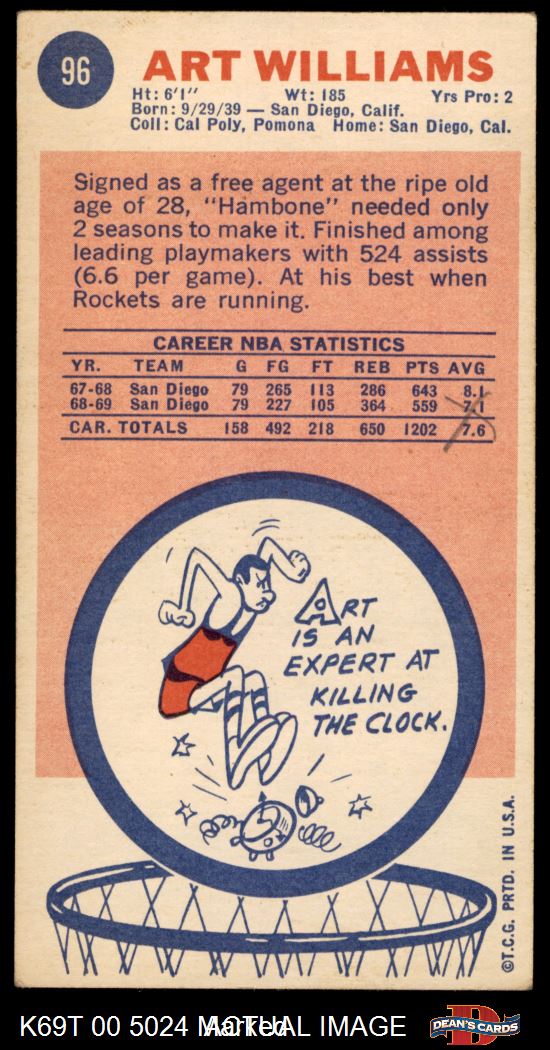 96
ART WILLIAMS
Ht: 6'1" Wt: 185 Yrs Pro: 2
Born: 9/29/39 — San Diego, Calif.
Coll: Cal Poly, Pomona Home: San Diego, Cal.
Signed as a free agent at the ripe old
age of 28, "Hambone" needed only
2 seasons to make it. Finished among
leading playmakers with 524 assists
(6.6 per game). At his best when
Rockets are running.
CAREER NBA STATISTICS
YR. TEAM G FG FT REB PTS AVG
67-68 San Diego 79 265 113 286 643 8.1
68-69 San Diego 79 227 105 364 559 7.1
CAR. TOTALS 158 492 218 650 1202 7.6
ART
IS AN
EXPERT AT
KILLING
THE CLOCK.
©T.C.G. PRTD. IN U.S.A.
K69T 00 5024 Marked ACTUAL IMAGE
D
DEAN'S CARDS